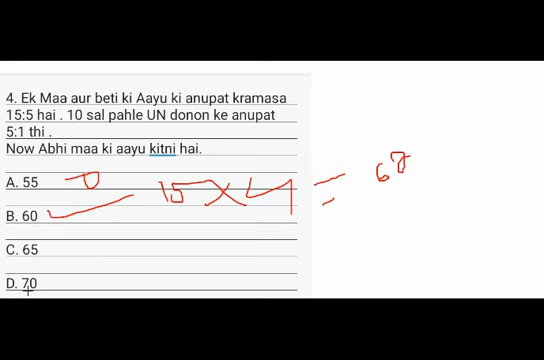 4. Ek Maa aur beti ki Aayu ki anupat kramasa
15:5 hai . 10 sal pahle UN donon ke anupat
5:1 thi .
Now Abhi maa ki aayu kitni hai.
A. 55
15 × 4 = 60
B. 60
C. 65
D. 70